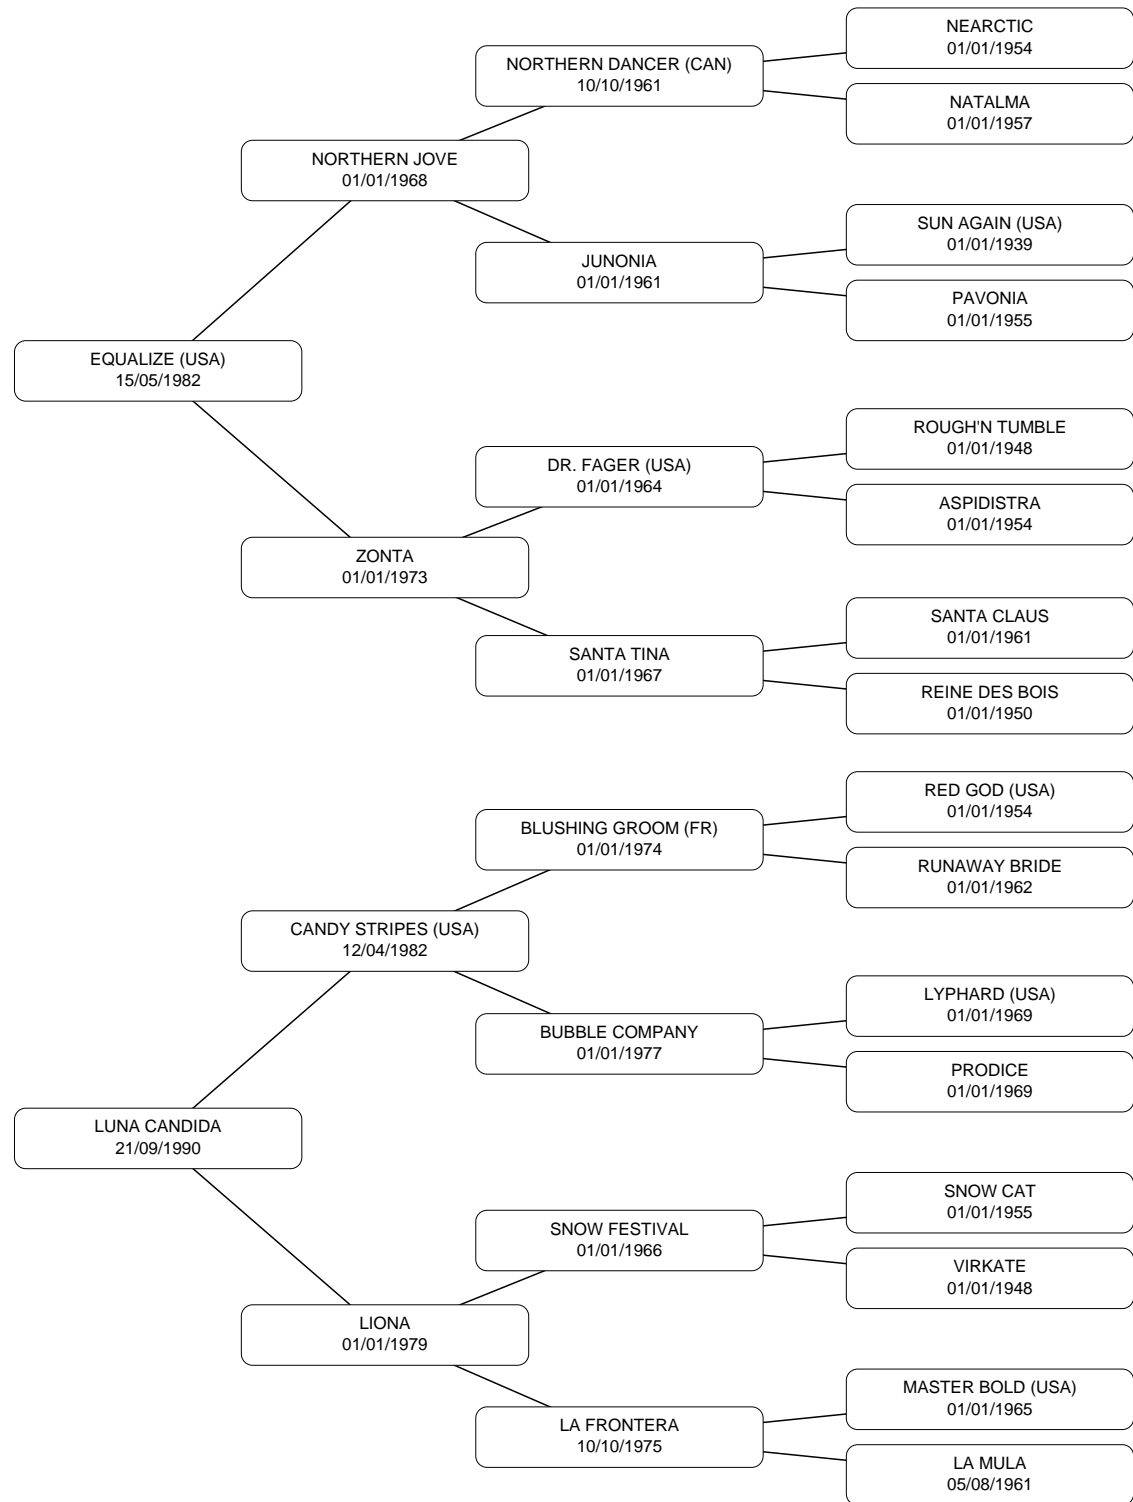 NEARCTIC
01/01/1954
NORTHERN DANCER (CAN)
10/10/1961
NATALMA
01/01/1957
NORTHERN JOVE
01/01/1968
SUN AGAIN (USA)
01/01/1939
JUNONIA
01/01/1961
PAVONIA
01/01/1955
EQUALIZE (USA)
15/05/1982
ROUGH'N TUMBLE
01/01/1948
DR. FAGER (USA)
01/01/1964
ASPIDISTRA
01/01/1954
ZONTA
01/01/1973
SANTA CLAUS
01/01/1961
SANTA TINA
01/01/1967
REINE DES BOIS
01/01/1950
RED GOD (USA)
01/01/1954
BLUSHING GROOM (FR)
01/01/1974
RUNAWAY BRIDE
01/01/1962
CANDY STRIPES (USA)
12/04/1982
LYPHARD (USA)
01/01/1969
BUBBLE COMPANY
01/01/1977
PRODICE
01/01/1969
LUNA CANDIDA
21/09/1990
SNOW CAT
01/01/1955
SNOW FESTIVAL
01/01/1966
VIRKATE
01/01/1948
LIONA
01/01/1979
MASTER BOLD (USA)
01/01/1965
LA FRONTERA
10/10/1975
LA MULA
05/08/1961